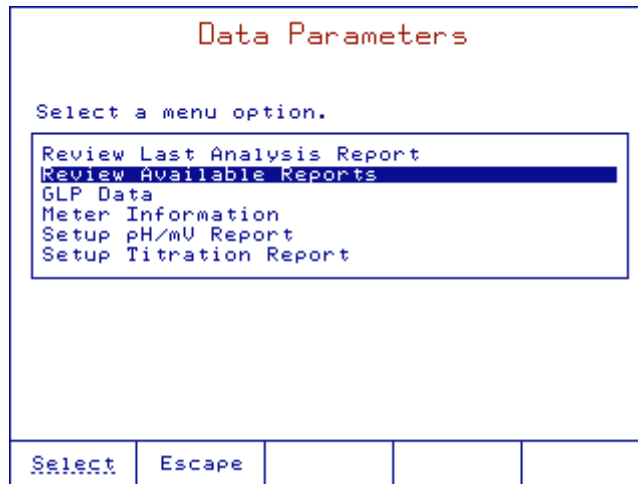 Data Parameters
Select a menu option.
Review Last Analysis Report
Review Available Reports
GLP Data
Meter Information
Setup pH/mV Report
Setup Titration Report
Select Escape